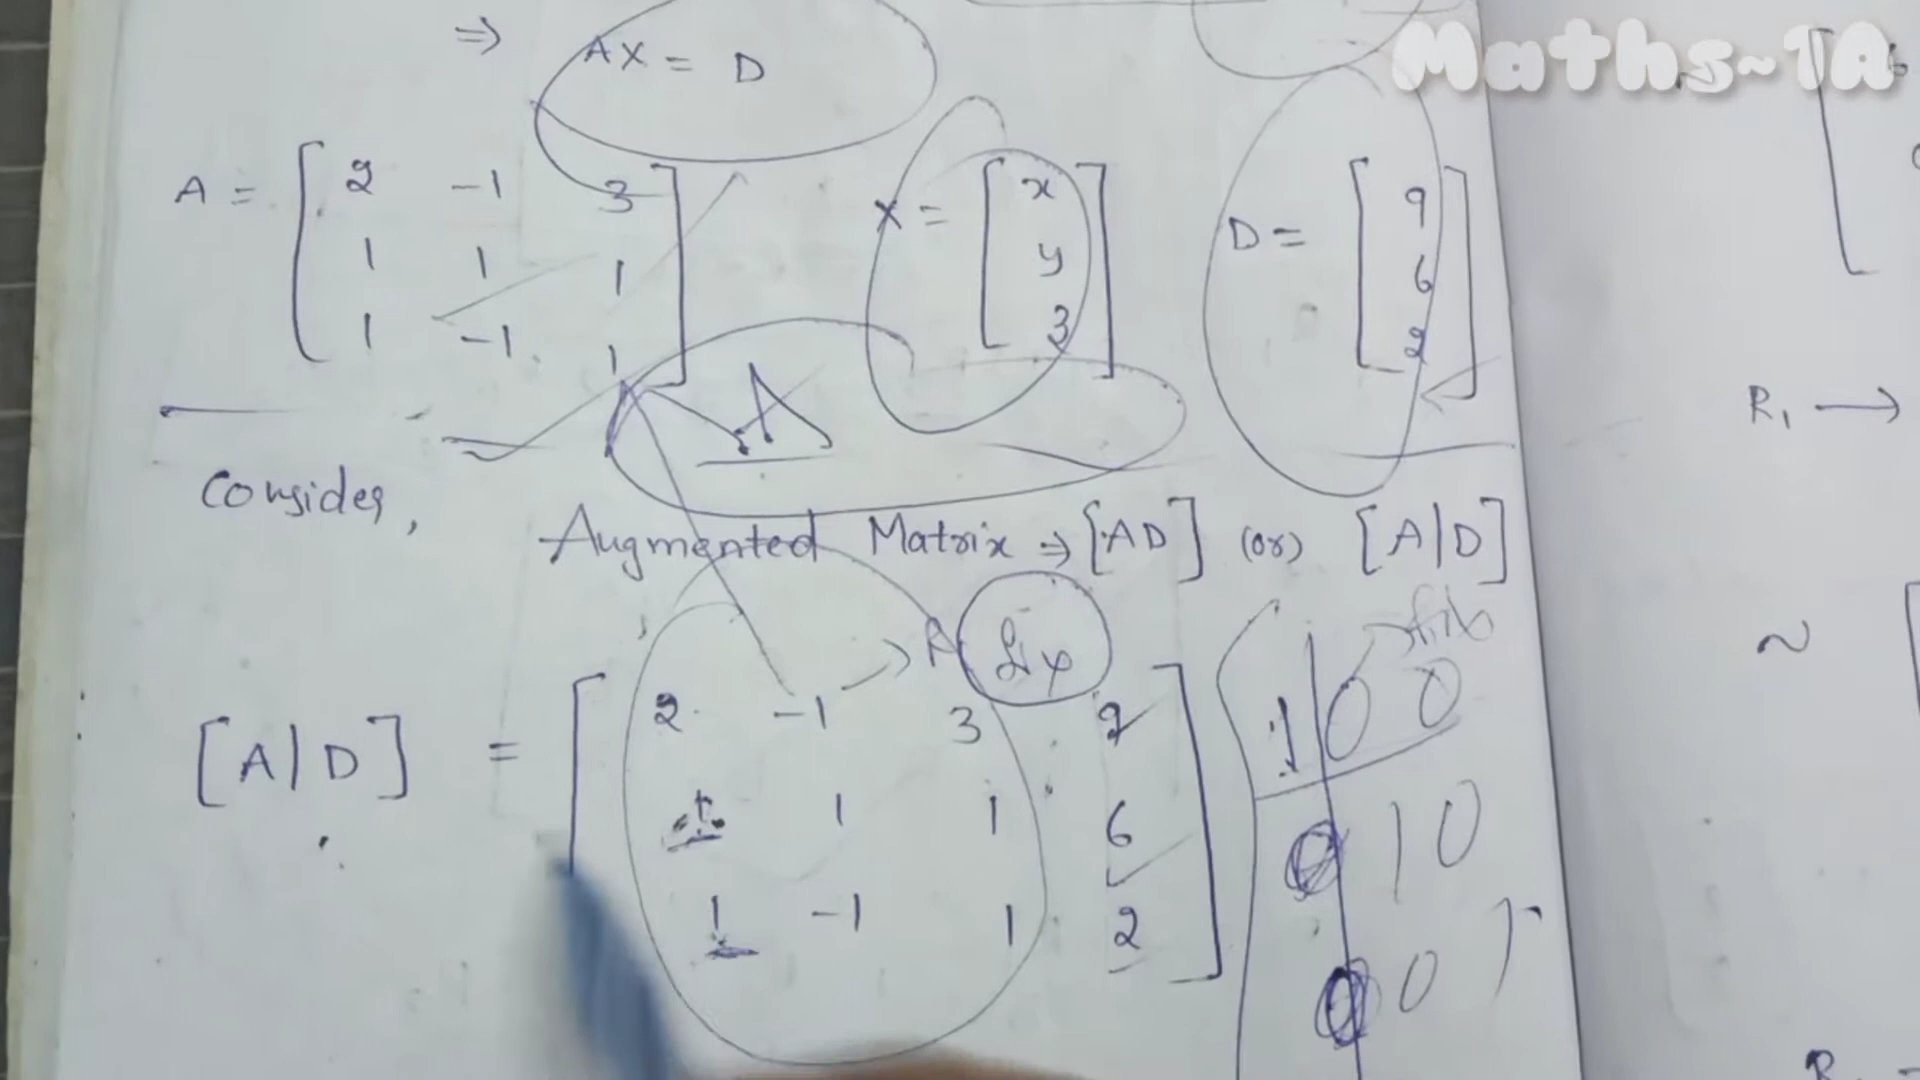 Maths~1A
⇒ AX = D
A = [ 2 -1 3
1 1 1
1 -1 1 ]
X = [ x
y
z ]
D = [ 9
6
2 ]
Consider,
Augmented Matrix ⇒ [AD] (or) [A|D]
fix
[A|D] = [ 2 -1 3 : 9
1 1 1 : 6
1 -1 1 : 2 ]
1 0 0
0 1 0
0 0 1
R₁ →
~